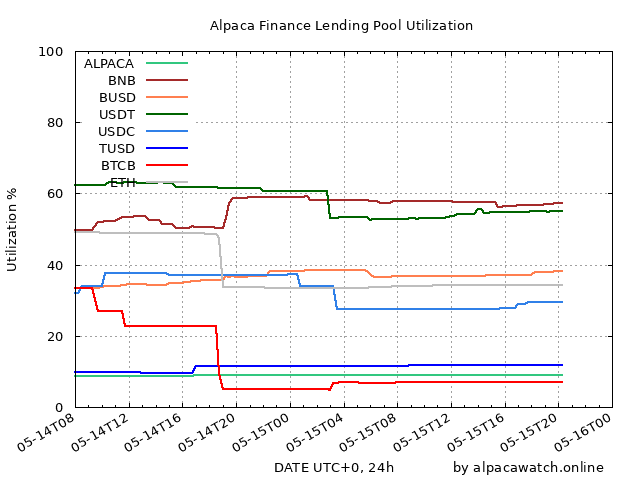 Alpaca Finance Lending Pool Utilization
100
80
60
40
20
0
Utilization %
ALPACA
BNB
BUSD
USDT
USDC
TUSD
BTCB
ETH
05-14T08
05-14T12
05-14T16
05-14T20
05-15T00
05-15T04
05-15T08
05-15T12
05-15T16
05-15T20
05-16T00
DATE UTC+0, 24h
by alpacawatch.online